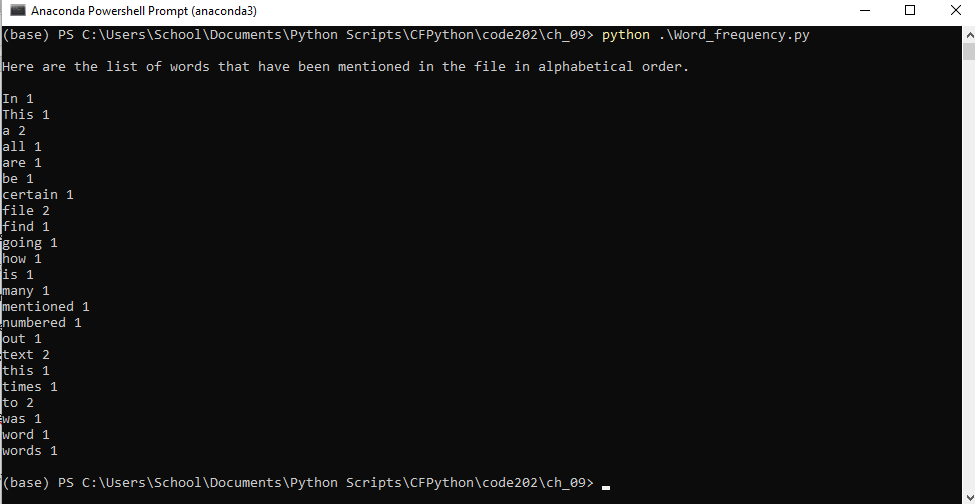 Anaconda Powershell Prompt (anaconda3)
(base) PS C:\Users\School\Documents\Python Scripts\CFPython\code202\ch_09> python .\Word_frequency.py
Here are the list of words that have been mentioned in the file in alphabetical order.
In 1
This 1
a 2
all 1
are 1
be 1
certain 1
file 2
find 1
going 1
how 1
is 1
many 1
mentioned 1
numbered 1
out 1
text 2
this 1
times 1
to 2
was 1
word 1
words 1
(base) PS C:\Users\School\Documents\Python Scripts\CFPython\code202\ch_09>